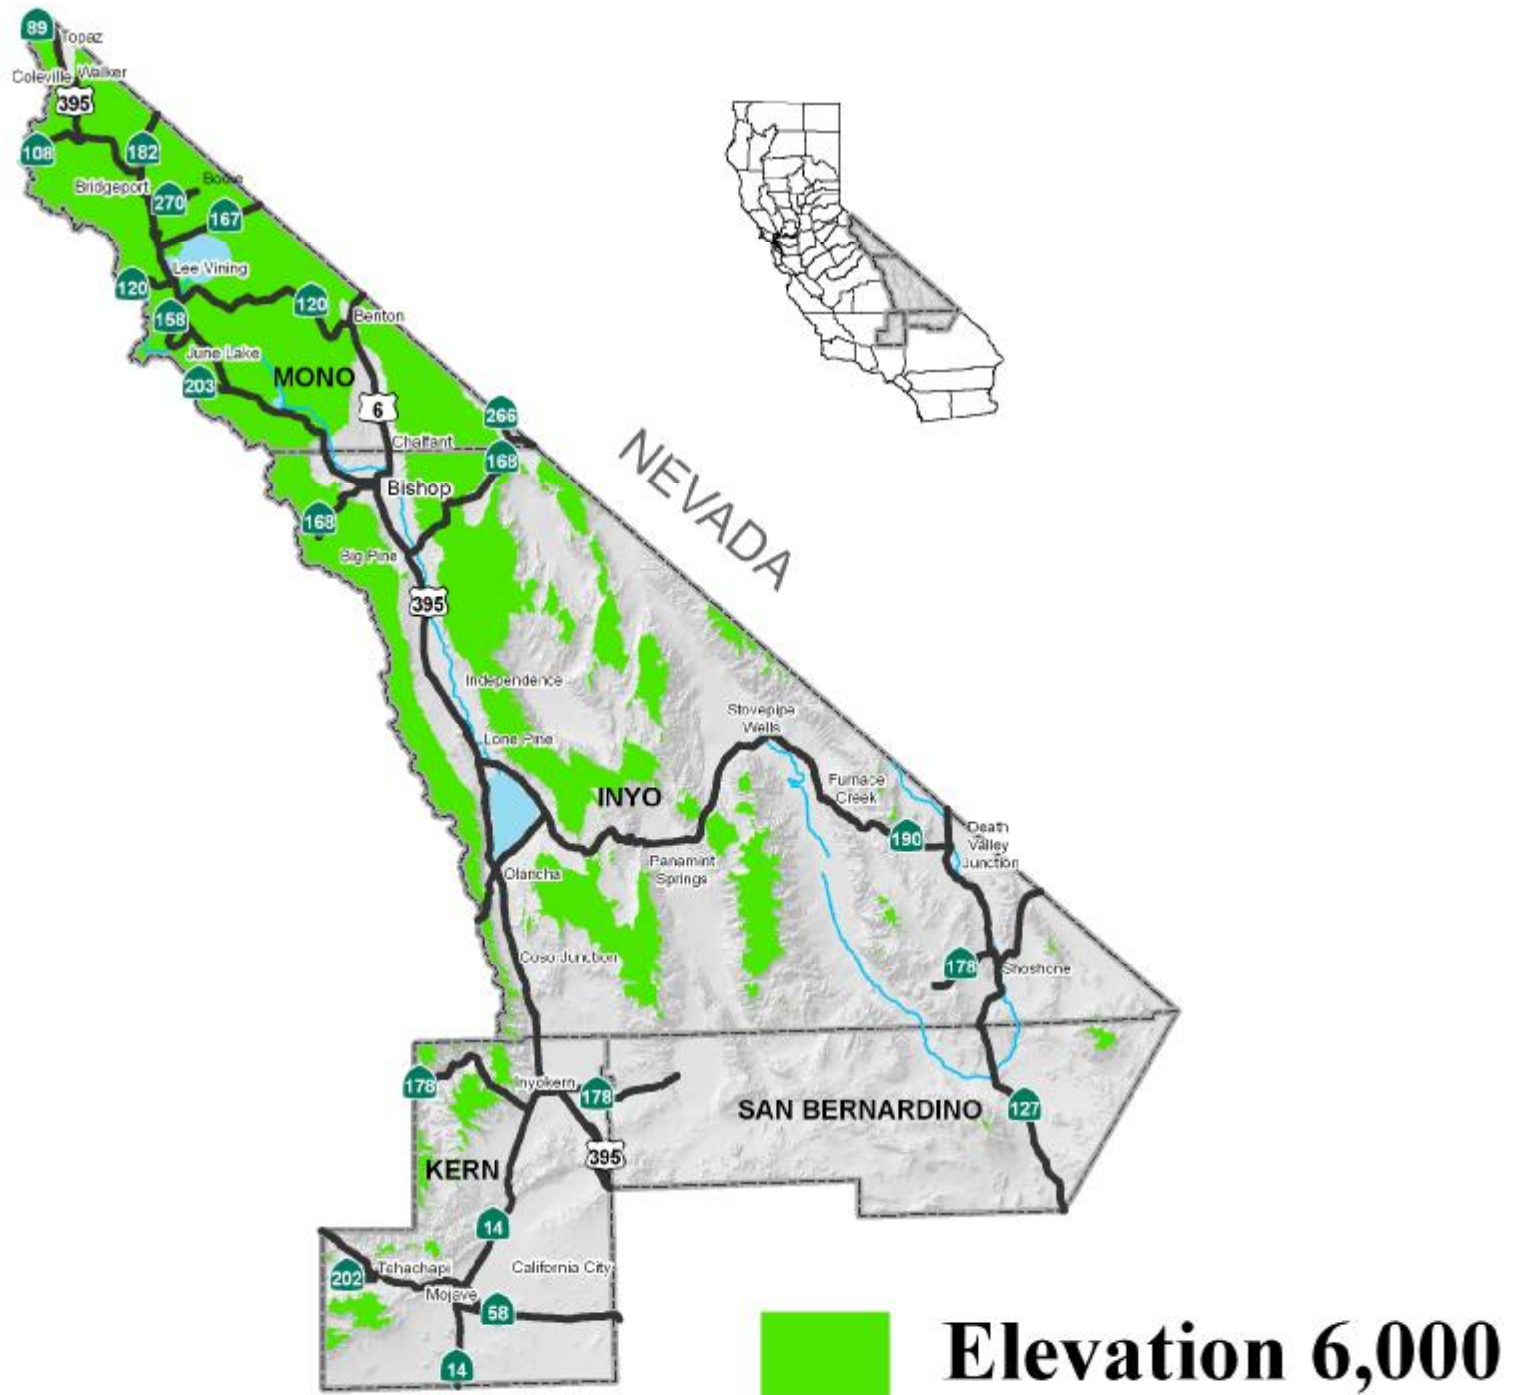 89
Topaz
Coleville
Walker
395
108
182
Bridgeport
Bodie
270
167
Lee Vining
120
120
158
Benton
June Lake
MONO
203
6
266
Chalfant
168
NEVADA
Bishop
168
Big Pine
395
Independence
Stovepipe
Wells
Lone Pine
INYO
Furnace
Creek
190
Death
Valley
Junction
Panamint
Springs
Olancha
Coso Junction
178
Shoshone
178
Inyokern
178
SAN BERNARDINO
127
395
KERN
14
202
Tehachapi
California City
Mojave
58
14
Elevation 6,000